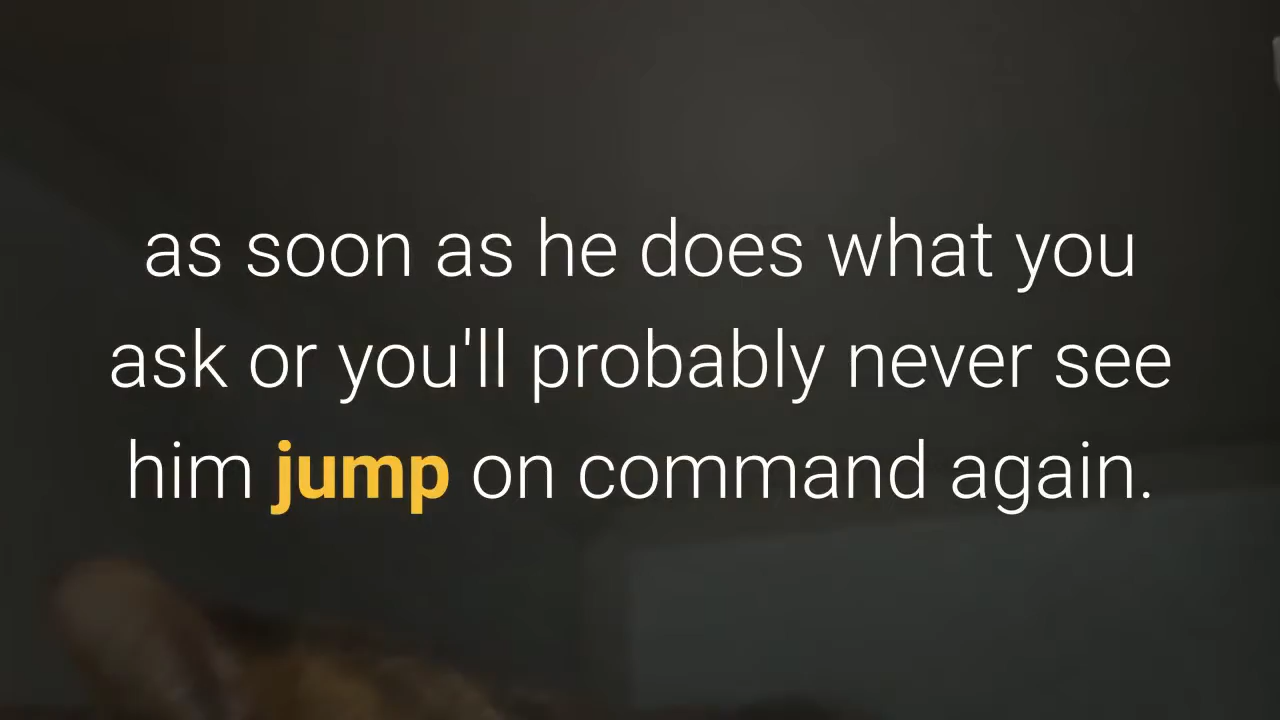 as soon as he does what you
ask or you'll probably never see
him jump on command again.